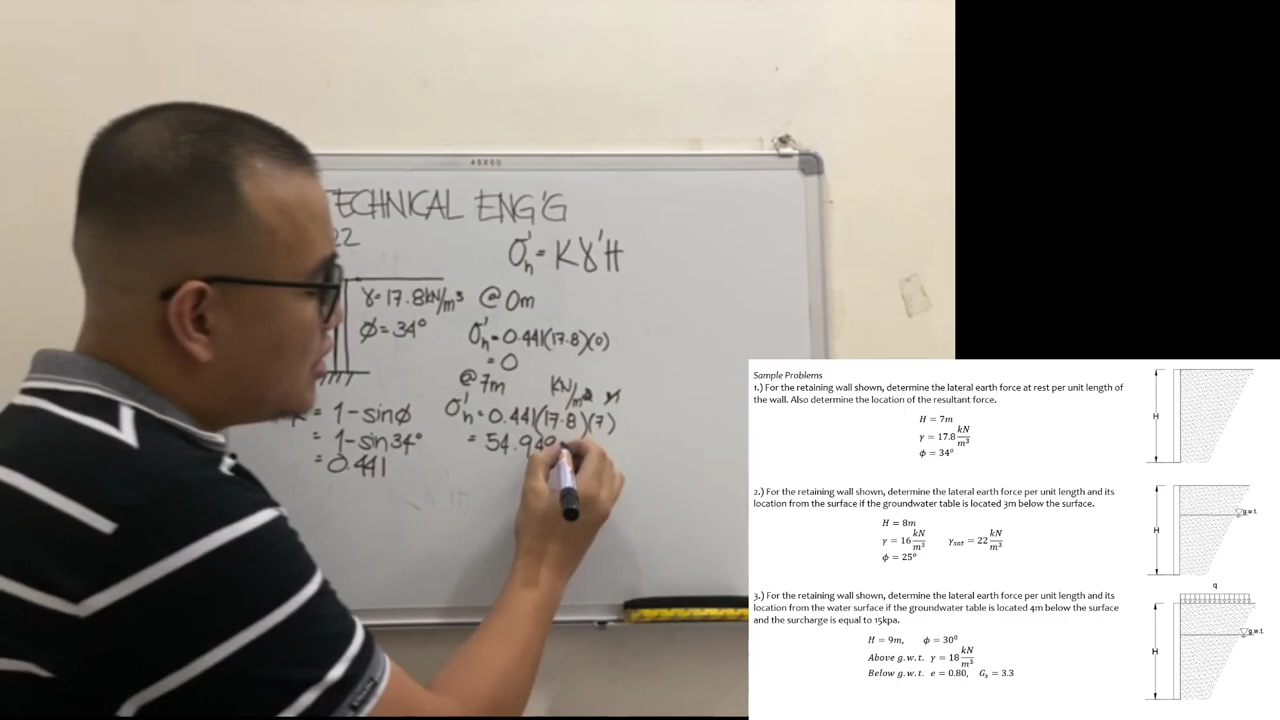 45X60
ECHNICAL ENG'G
22
σ'h = Kγ'H
γ = 17.8kN/m³
Ø = 34°
@ 0m
σ'h = 0.441(17.8)(0)
= 0
@ 7m
kN/m²
σ'h = 0.441(17.8)(7)
= 54.949
= 1 - sinØ
= 1 - sin34°
= 0.441
Sample Problems
1.) For the retaining wall shown, determine the lateral earth force at rest per unit length of
the wall. Also determine the location of the resultant force.
H = 7m
γ = 17.8 kN/m³
ϕ = 34°
H
2.) For the retaining wall shown, determine the lateral earth force per unit length and its
location from the surface if the groundwater table is located 3m below the surface.
H = 8m
γ = 16 kN/m³ γsat = 22 kN/m³
ϕ = 25°
H
g.w.t.
3.) For the retaining wall shown, determine the lateral earth force per unit length and its
location from the water surface if the groundwater table is located 4m below the surface
and the surcharge is equal to 15kpa.
H = 9m, ϕ = 30°
Above g.w.t. γ = 18 kN/m³
Below g.w.t. e = 0.80, Gs = 3.3
q
H
g.w.t.